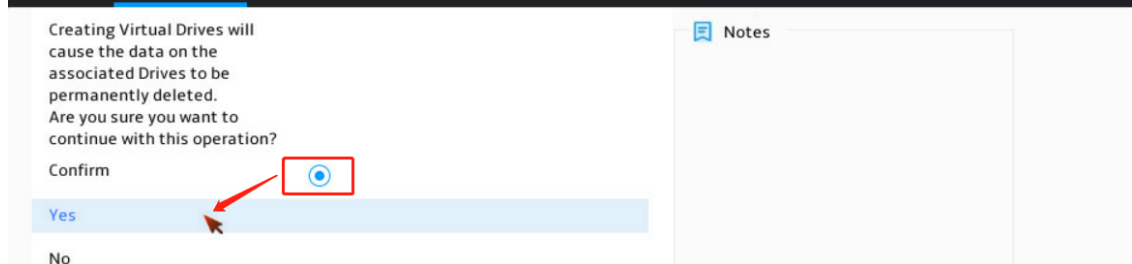 Creating Virtual Drives will
cause the data on the
associated Drives to be
permanently deleted.
Are you sure you want to
continue with this operation?
Confirm
Yes
No
Notes